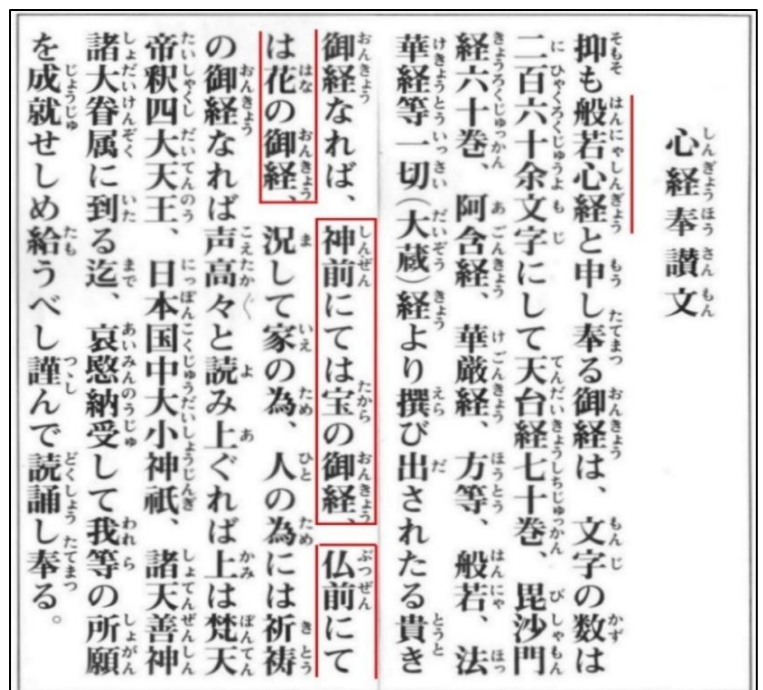 心経奉讃文
抑も般若心経と申し奉る御経は、文字の数は
二百六十余文字にして天台経七十巻、毘沙門
経六十巻、阿含経、華厳経、方等、般若、法
華経等一切（大蔵）経より撰び出されたる貴き
御経なれば、神前にては宝の御経、仏前にて
は花の御経、況して家の為、人の為には祈祷
の御経なれば声高々と読み上ぐれば上は梵天
帝釈四大天王、日本国中大小神祇、諸天善神
諸大眷属に到る迄、哀愍納受して我等の所願
を成就せしめ給うべし謹んで読誦し奉る。